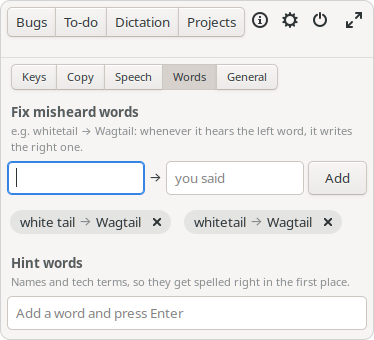 Bugs To-do Dictation Projects
Keys Copy Speech Words General
Fix misheard words
e.g. whitetail → Wagtail: whenever it hears the left word, it writes
the right one.
→ you said Add
white tail → Wagtail × whitetail → Wagtail ×
Hint words
Names and tech terms, so they get spelled right in the first place.
Add a word and press Enter